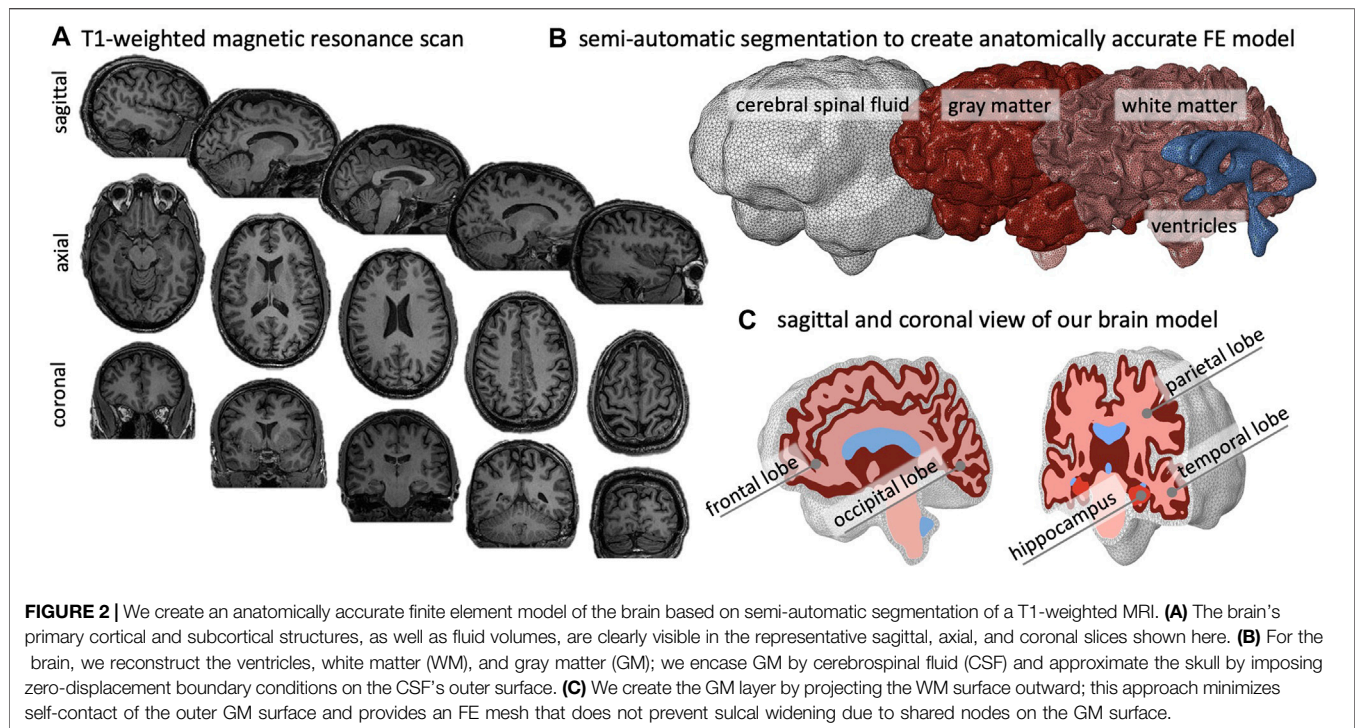 A T1-weighted magnetic resonance scan
sagittal
axial
coronal
B semi-automatic segmentation to create anatomically accurate FE model
cerebral spinal fluid
gray matter
white matter
ventricles
C sagittal and coronal view of our brain model
frontal lobe
occipital lobe
parietal lobe
temporal lobe
hippocampus
FIGURE 2 | We create an anatomically accurate finite element model of the brain based on semi-automatic segmentation of a T1-weighted MRI. (A) The brain's
primary cortical and subcortical structures, as well as fluid volumes, are clearly visible in the representative sagittal, axial, and coronal slices shown here. (B) For the
brain, we reconstruct the ventricles, white matter (WM), and gray matter (GM); we encase GM by cerebrospinal fluid (CSF) and approximate the skull by imposing
zero-displacement boundary conditions on the CSF's outer surface. (C) We create the GM layer by projecting the WM surface outward; this approach minimizes
self-contact of the outer GM surface and provides an FE mesh that does not prevent sulcal widening due to shared nodes on the GM surface.